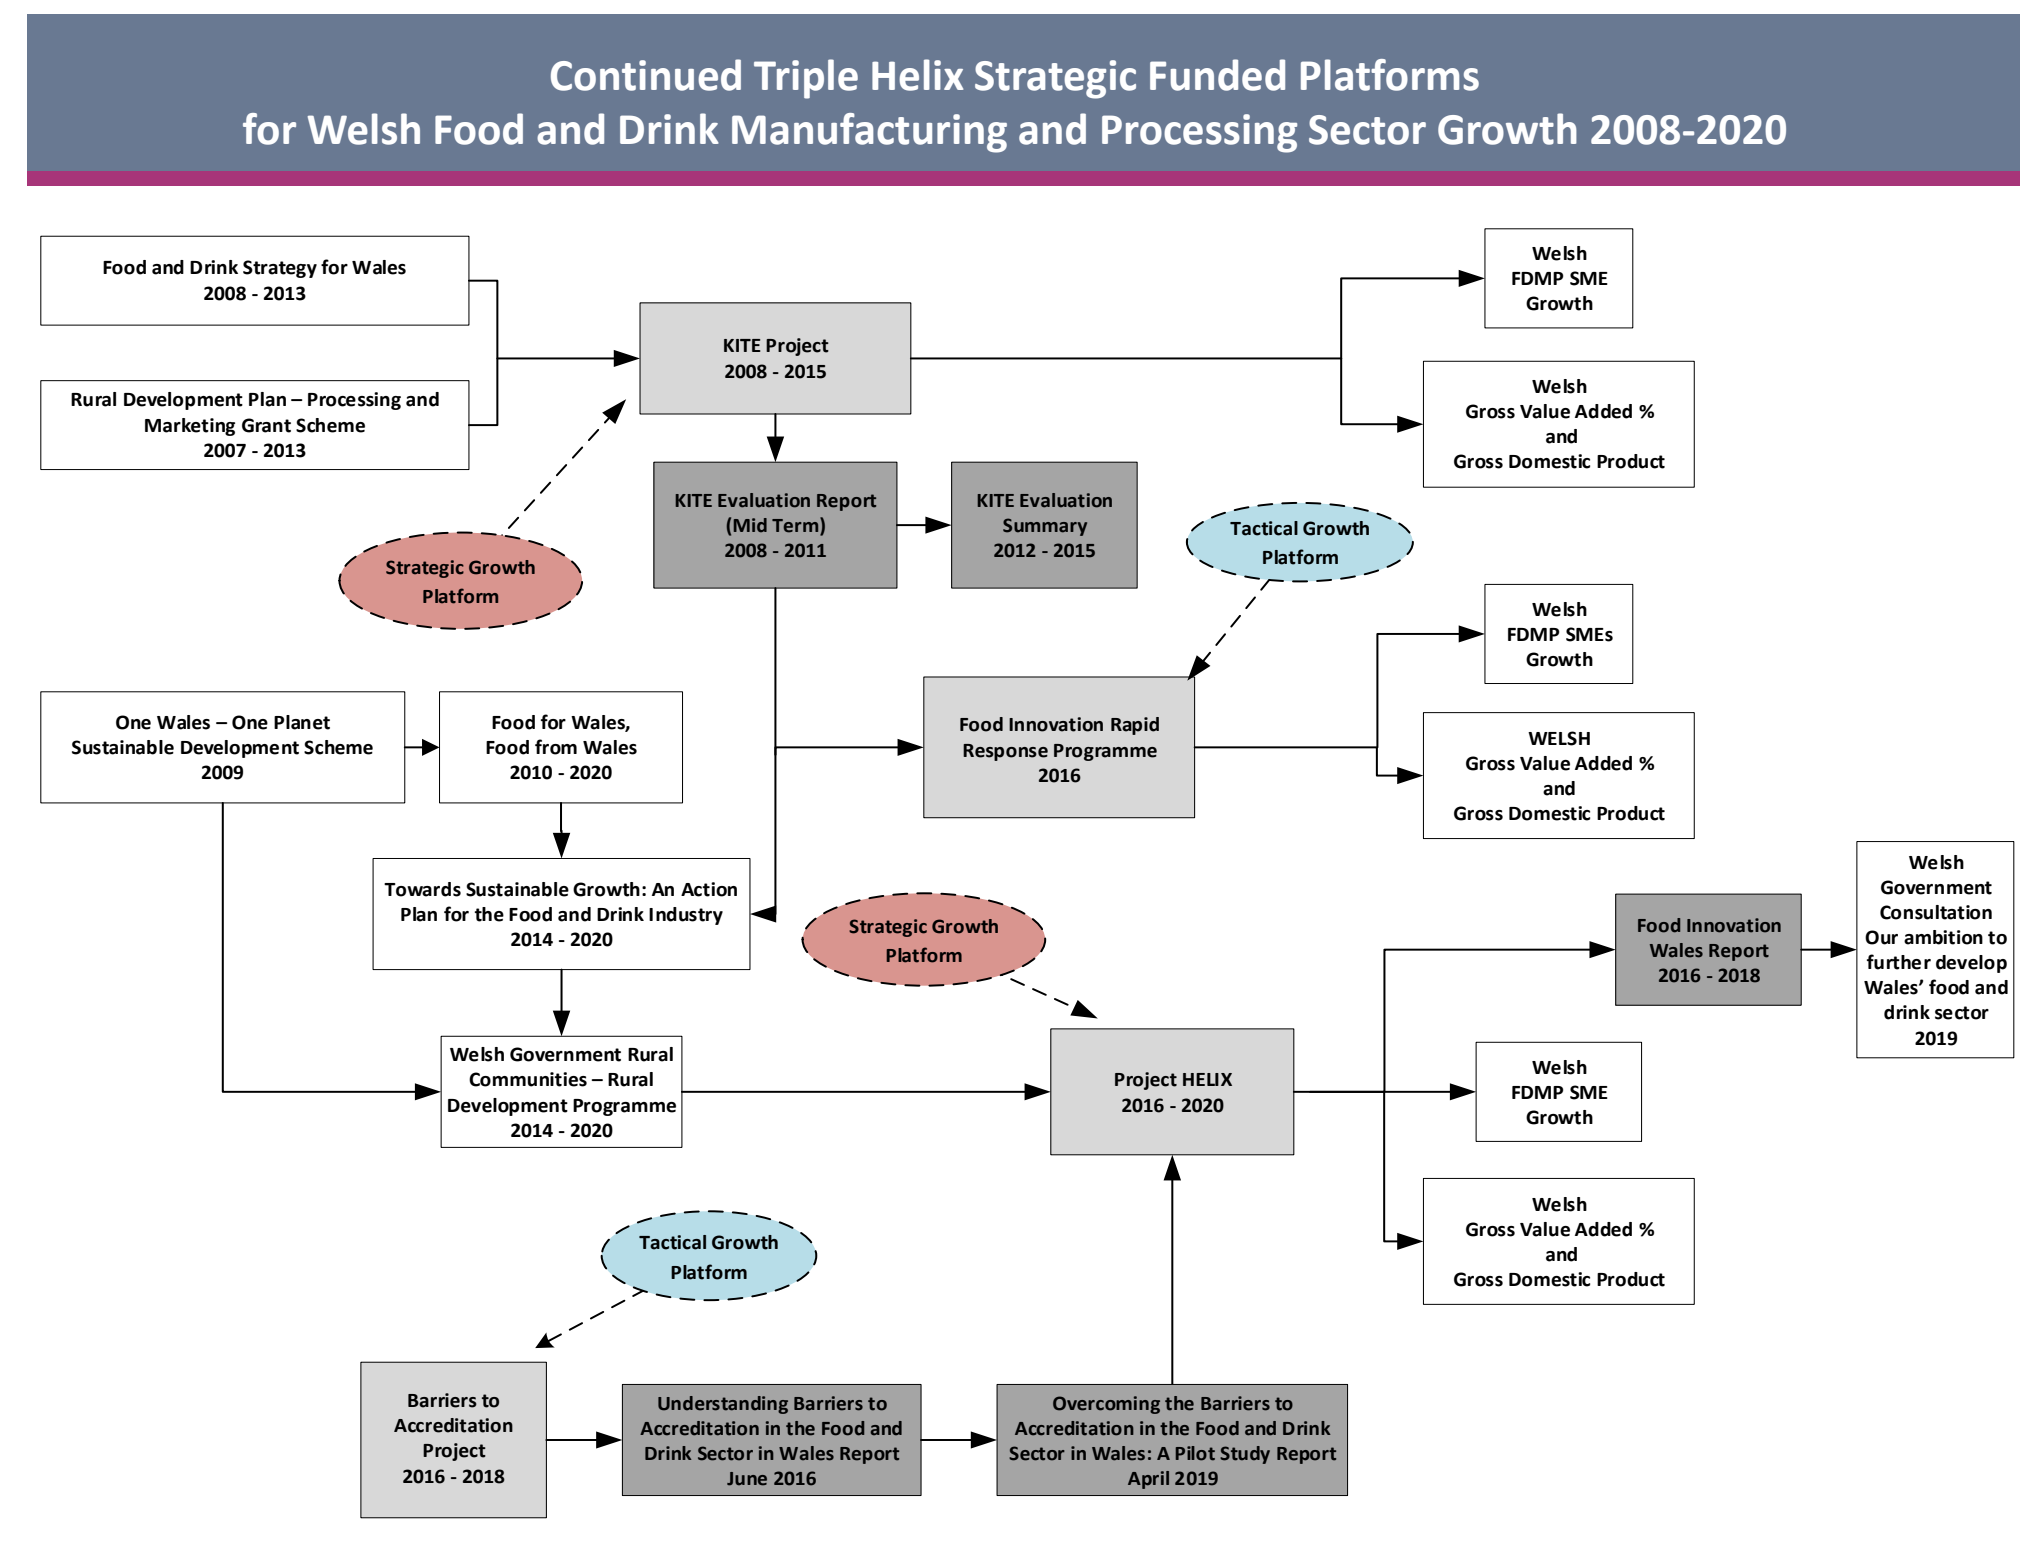 Continued Triple Helix Strategic Funded Platforms
for Welsh Food and Drink Manufacturing and Processing Sector Growth 2008-2020
Food and Drink Strategy for Wales
2008 - 2013
Rural Development Plan – Processing and
Marketing Grant Scheme
2007 - 2013
KITE Project
2008 - 2015
Welsh
FDMP SME
Growth
Welsh
Gross Value Added %
and
Gross Domestic Product
KITE Evaluation Report
(Mid Term)
2008 - 2011
KITE Evaluation
Summary
2012 - 2015
Strategic Growth
Platform
Tactical Growth
Platform
Welsh
FDMP SMEs
Growth
One Wales – One Planet
Sustainable Development Scheme
2009
Food for Wales,
Food from Wales
2010 - 2020
Food Innovation Rapid
Response Programme
2016
WELSH
Gross Value Added %
and
Gross Domestic Product
Towards Sustainable Growth: An Action
Plan for the Food and Drink Industry
2014 - 2020
Strategic Growth
Platform
Food Innovation
Wales Report
2016 - 2018
Welsh
Government
Consultation
Our ambition to
further develop
Wales’ food and
drink sector
2019
Welsh Government Rural
Communities – Rural
Development Programme
2014 - 2020
Project HELIX
2016 - 2020
Welsh
FDMP SME
Growth
Welsh
Gross Value Added %
and
Gross Domestic Product
Tactical Growth
Platform
Barriers to
Accreditation
Project
2016 - 2018
Understanding Barriers to
Accreditation in the Food and
Drink Sector in Wales Report
June 2016
Overcoming the Barriers to
Accreditation in the Food and Drink
Sector in Wales: A Pilot Study Report
April 2019